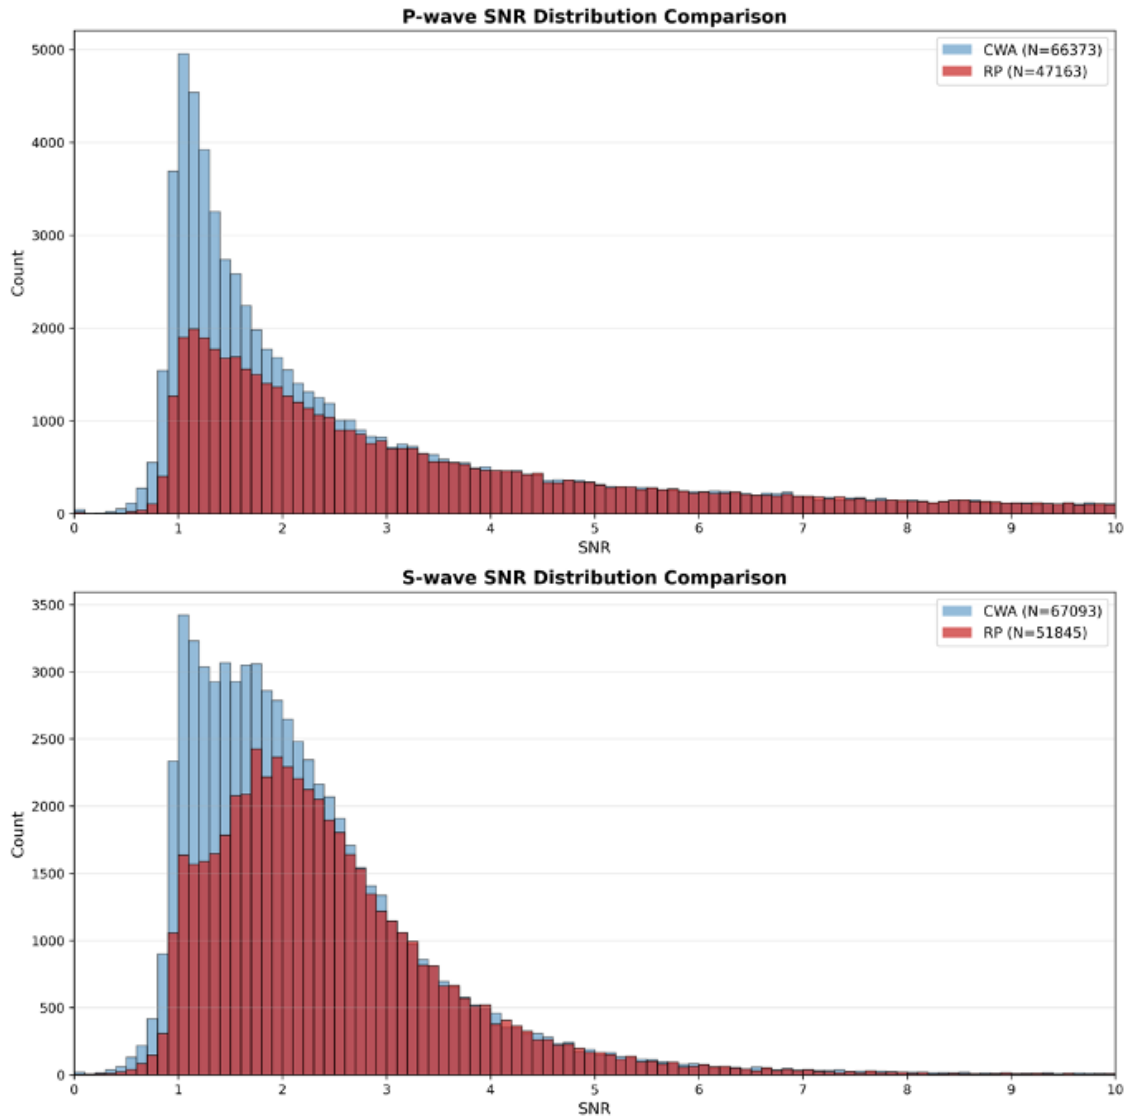 P-wave SNR Distribution Comparison
CWA (N=66373)
RP (N=47163)
5000
4000
3000
2000
1000
0
Count
0 1 2 3 4 5 6 7 8 9 10
SNR
S-wave SNR Distribution Comparison
CWA (N=67093)
RP (N=51845)
3500
3000
2500
2000
1500
1000
500
0
Count
0 1 2 3 4 5 6 7 8 9 10
SNR